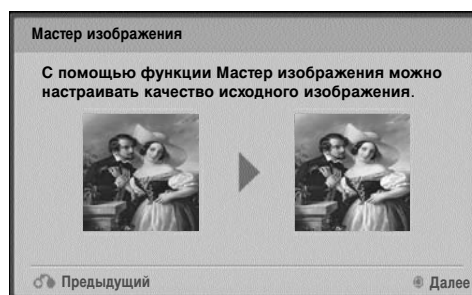 Мастер изображения
С помощью функции Мастер изображения можно
настраивать качество исходного изображения.
Предыдущий
Далее